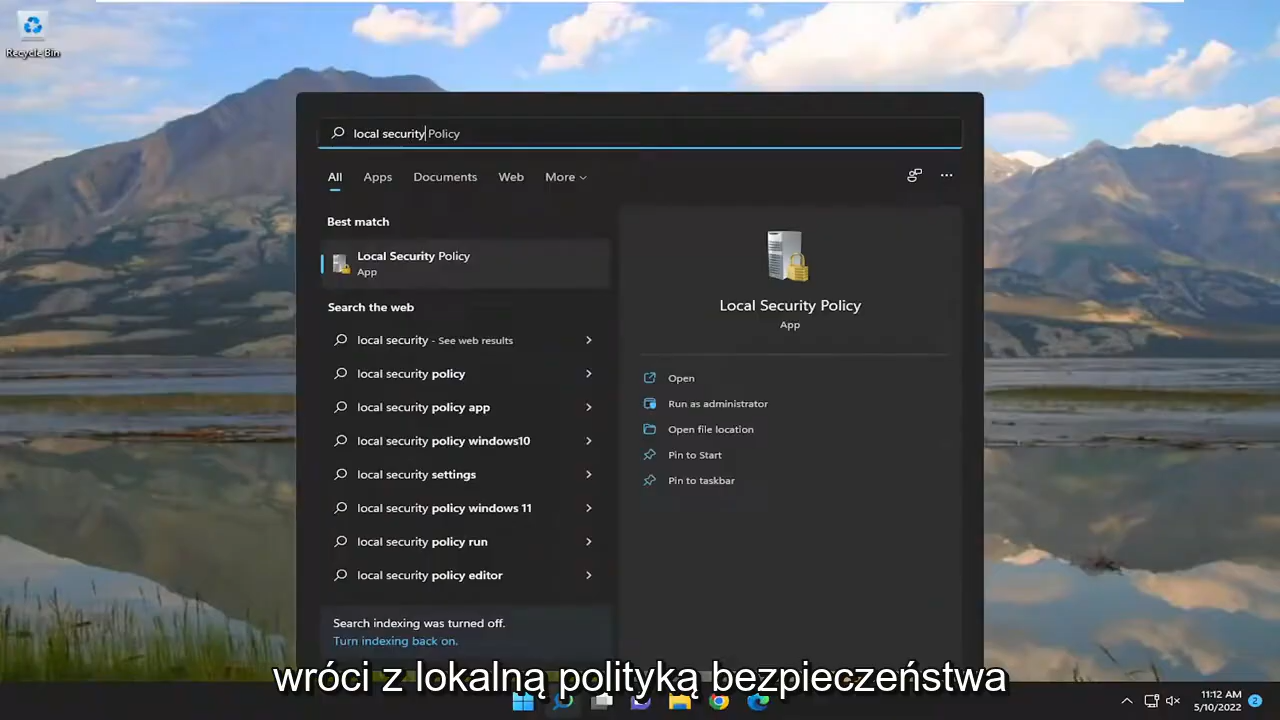 Recycle Bin
local security Policy
All Apps Documents Web More
Best match
Local Security Policy
App
Search the web
local security - See web results
local security policy
local security policy app
local security policy windows10
local security settings
local security policy windows 11
local security policy run
local security policy editor
Search indexing was turned off.
Turn indexing back on.
Local Security Policy
App
Open
Run as administrator
Open file location
Pin to Start
Pin to taskbar
wróci z lokalną polityką bezpieczeństwa
11:12 AM
5/10/2022
2